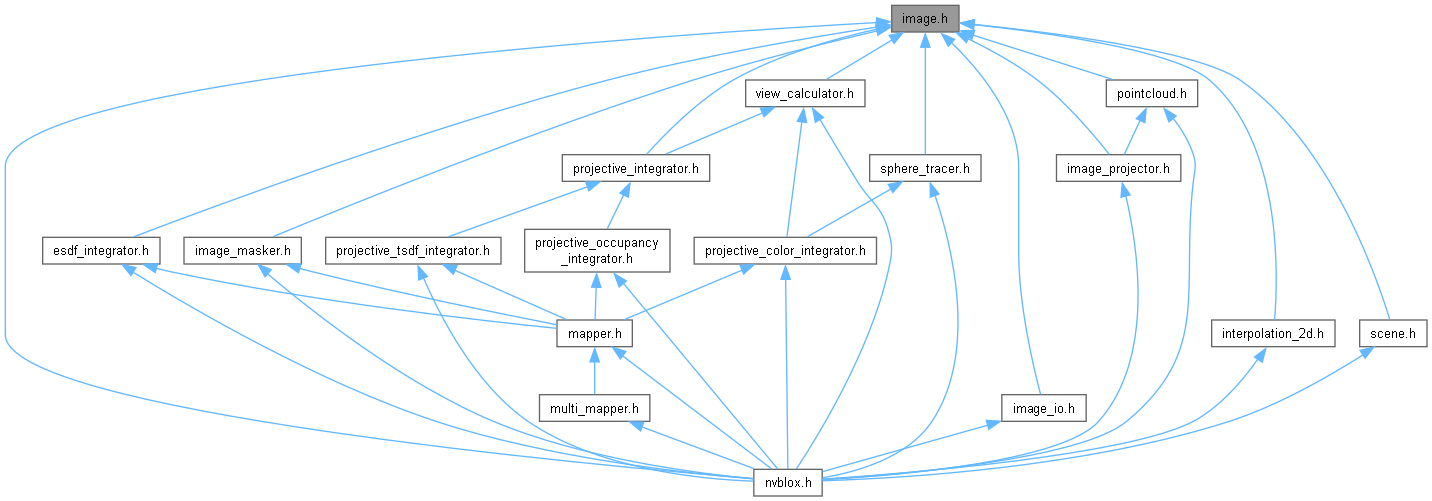 image.h
view_calculator.h
pointcloud.h
projective_integrator.h
sphere_tracer.h
image_projector.h
esdf_integrator.h
image_masker.h
projective_tsdf_integrator.h
projective_occupancy
_integrator.h
projective_color_integrator.h
mapper.h
interpolation_2d.h
scene.h
multi_mapper.h
image_io.h
nvblox.h